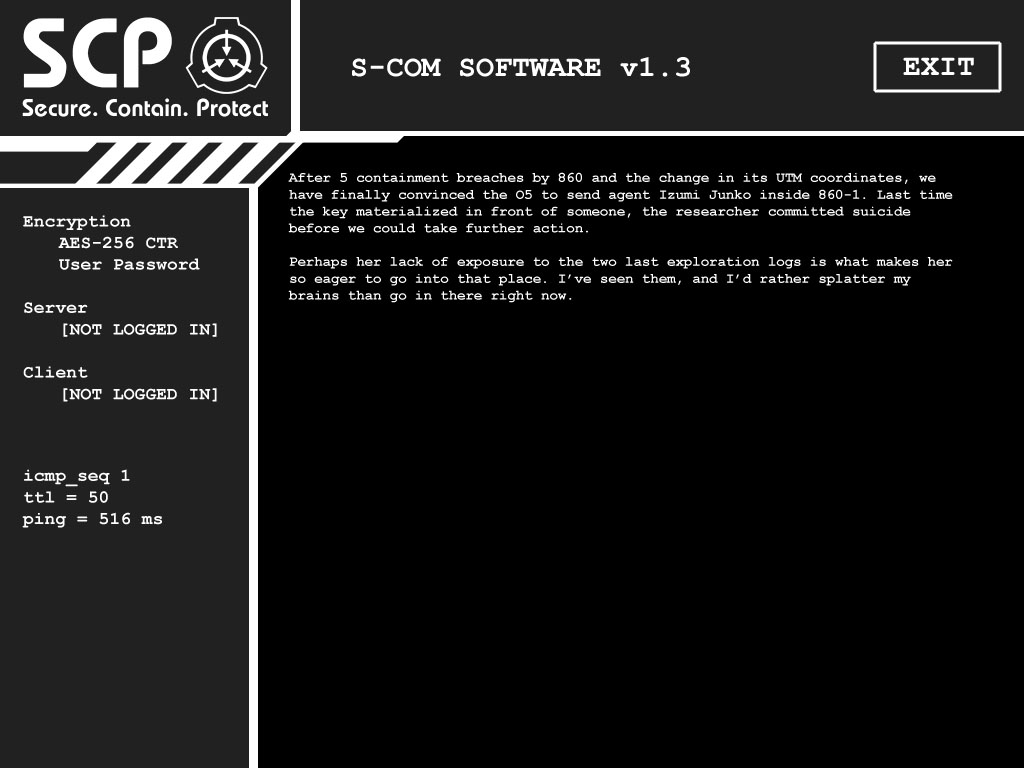 SCP
Secure. Contain. Protect
S-COM SOFTWARE v1.3
EXIT
Encryption
AES-256 CTR
User Password
Server
[NOT LOGGED IN]
Client
[NOT LOGGED IN]
icmp_seq 1
ttl = 50
ping = 516 ms
After 5 containment breaches by 860 and the change in its UTM coordinates, we
have finally convinced the O5 to send agent Izumi Junko inside 860-1. Last time
the key materialized in front of someone, the researcher committed suicide
before we could take further action.
Perhaps her lack of exposure to the two last exploration logs is what makes her
so eager to go into that place. I've seen them, and I'd rather splatter my
brains than go in there right now.